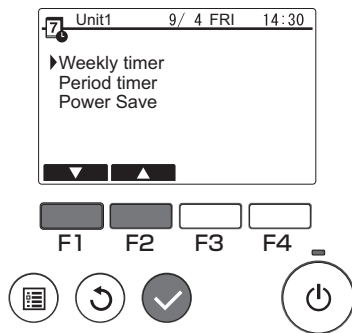 7 Unit1 9/ 4 FRI 14:30
Weekly timer
Period timer
Power Save
F1 F2 F3 F4